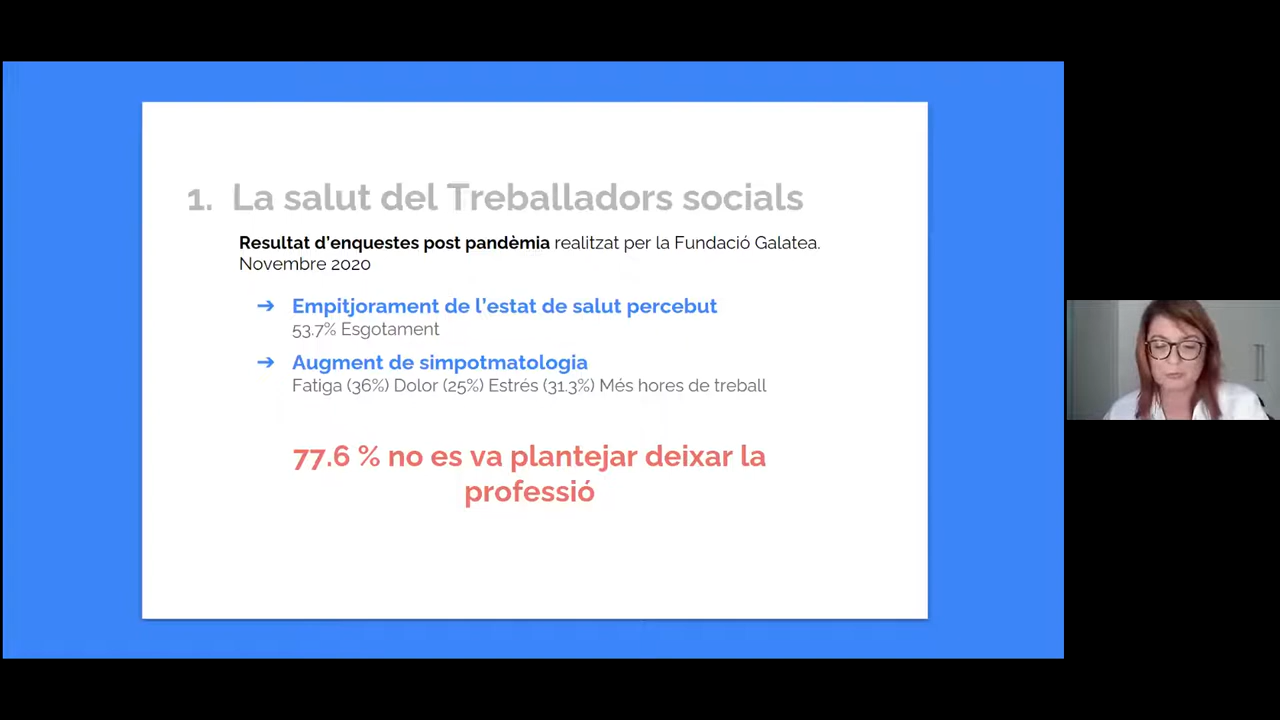 1. La salut del Treballadors socials
Resultat d'enquestes post pandèmia realitzat per la Fundació Galatea.
Novembre 2020
➔ Empitjorament de l'estat de salut percebut
53.7% Esgotament
➔ Augment de simpotmatologia
Fatiga (36%) Dolor (25%) Estrés (31.3%) Més hores de treball
77.6 % no es va plantejar deixar la
professió